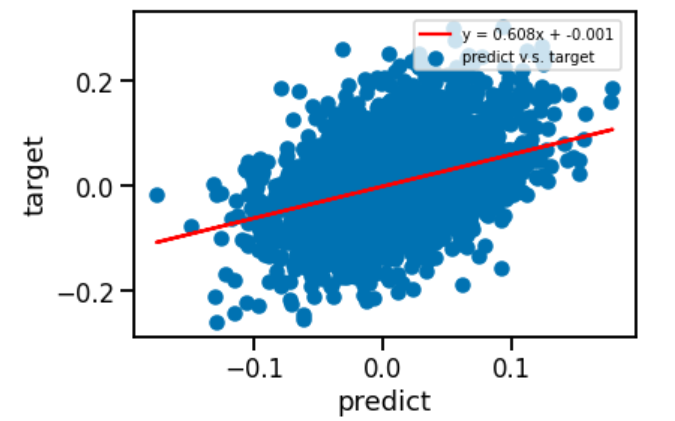 y = 0.608x + -0.001
predict v.s. target
target
0.2
0.0
−0.2
−0.1
0.0
0.1
predict